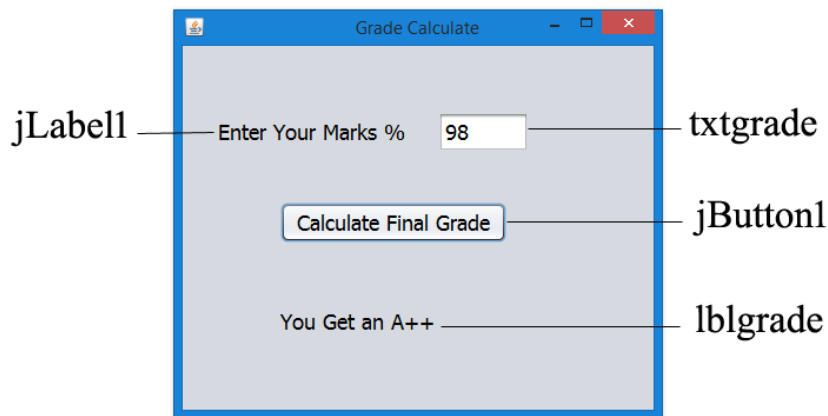 Grade Calculate
jLabel1 Enter Your Marks % 98 txtgrade
Calculate Final Grade jButton1
You Get an A++ lblgrade